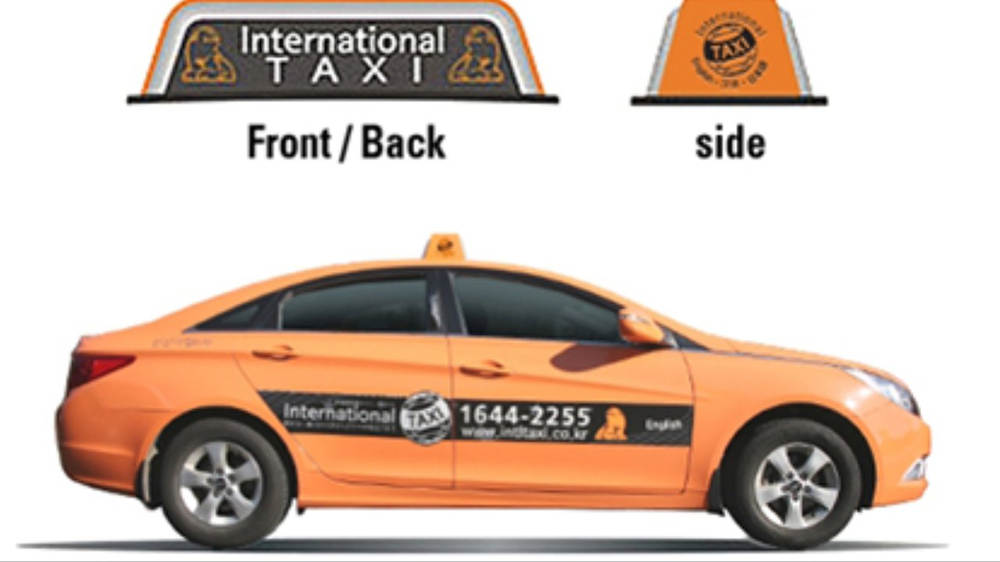 International
TAXI
International
TAXI
Front / Back
side
International
TAXI
1644-2255
www.intltaxi.co.kr
English